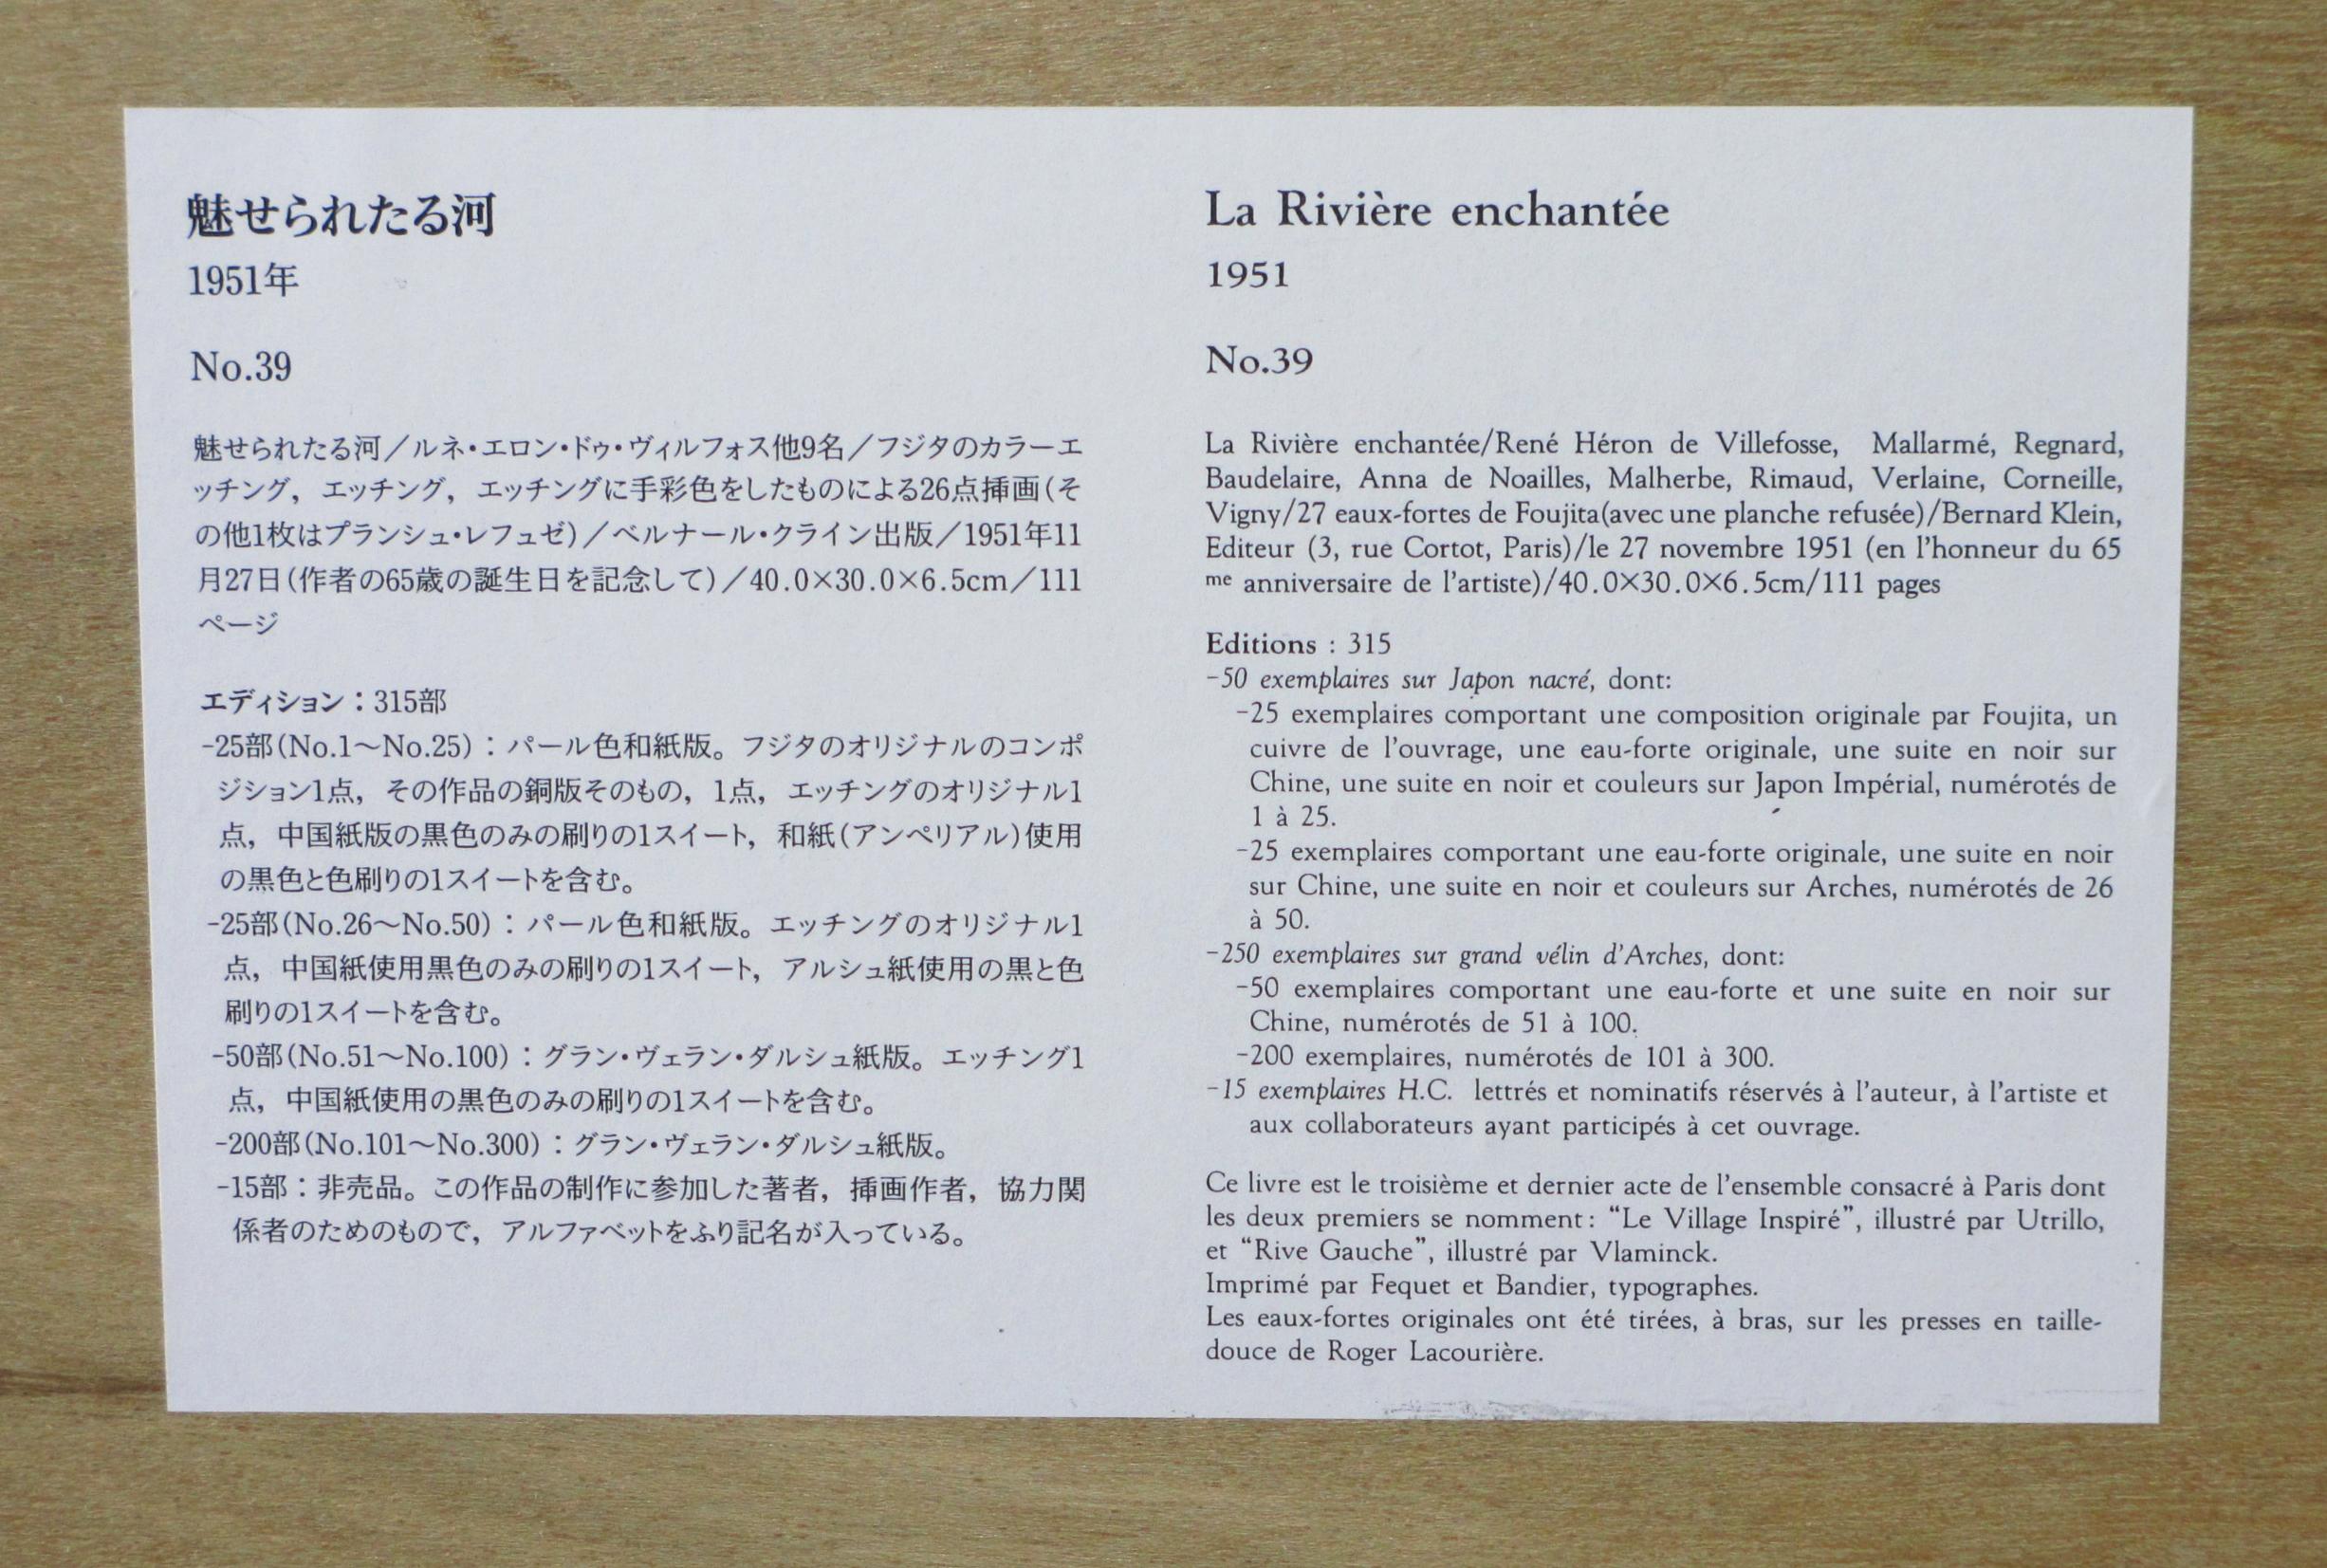 魅せられたる河
1951年
No.39
魅せられたる河／ルネ・エロン・ドゥ・ヴィルフォス他9名／フジタのカラーエ
ッチング，エッチング，エッチングに手彩色をしたものによる26点挿画（そ
の他1枚はプランシュ・レフュゼ）／ベルナール・クライン出版／1951年11
月27日（作者の65歳の誕生日を記念して）／40.0×30.0×6.5cm／111
ページ
エディション：315部
-25部（No.1〜No.25）：パール色和紙版。フジタのオリジナルのコンポ
ジション1点，その作品の銅版そのもの，1点，エッチングのオリジナル1
点，中国紙版の黒色のみの刷りの1スイート，和紙（アンペリアル）使用
の黒色と色刷りの1スイートを含む。
-25部（No.26〜No.50）：パール色和紙版。エッチングのオリジナル1
点，中国紙使用黒色のみの刷りの1スイート，アルシュ紙使用の黒と色
刷りの1スイートを含む。
-50部（No.51〜No.100）：グラン・ヴェラン・ダルシュ紙版。エッチング1
点，中国紙使用の黒色のみの刷りの1スイートを含む。
-200部（No.101〜No.300）：グラン・ヴェラン・ダルシュ紙版。
-15部：非売品。この作品の制作に参加した著者，挿画作者，協力関
係者のためのもので，アルファベットをふり記名が入っている。
La Rivière enchantée
1951
No.39
La Rivière enchantée/René Héron de Villefosse, Mallarmé, Regnard,
Baudelaire, Anna de Noailles, Malherbe, Rimaud, Verlaine, Corneille,
Vigny/27 eaux-fortes de Foujita(avec une planche refusée)/Bernard Klein,
Editeur (3, rue Cortot, Paris)/le 27 novembre 1951 (en l'honneur du 65
me anniversaire de l'artiste)/40.0×30.0×6.5cm/111 pages
Editions : 315
-50 exemplaires sur Japon nacré, dont:
-25 exemplaires comportant une composition originale par Foujita, un
cuivre de l'ouvrage, une eau-forte originale, une suite en noir sur
Chine, une suite en noir et couleurs sur Japon Impérial, numérotés de
1 à 25.
-25 exemplaires comportant une eau-forte originale, une suite en noir
sur Chine, une suite en noir et couleurs sur Arches, numérotés de 26
à 50.
-250 exemplaires sur grand vélin d'Arches, dont:
-50 exemplaires comportant une eau-forte et une suite en noir sur
Chine, numérotés de 51 à 100.
-200 exemplaires, numérotés de 101 à 300.
-15 exemplaires H.C. lettrés et nominatifs réservés à l'auteur, à l'artiste et
aux collaborateurs ayant participés à cet ouvrage.
Ce livre est le troisième et dernier acte de l'ensemble consacré à Paris dont
les deux premiers se nomment: “Le Village Inspiré”, illustré par Utrillo,
et “Rive Gauche”, illustré par Vlaminck.
Imprimé par Fequet et Bandier, typographes.
Les eaux-fortes originales ont été tirées, à bras, sur les presses en taille-
douce de Roger Lacourière.